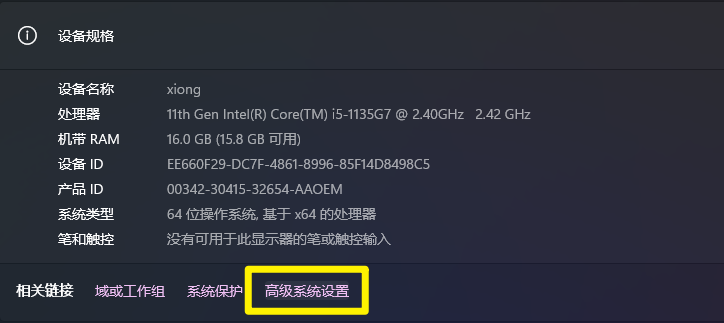 设备规格
设备名称 xiong
处理器 11th Gen Intel(R) Core(TM) i5-1135G7 @ 2.40GHz 2.42 GHz
机带 RAM 16.0 GB (15.8 GB 可用)
设备 ID EE660F29-DC7F-4861-8996-85F14D8498C5
产品 ID 00342-30415-32654-AAOEM
系统类型 64 位操作系统, 基于 x64 的处理器
笔和触控 没有可用于此显示器的笔或触控输入
相关链接 域或工作组 系统保护 高级系统设置